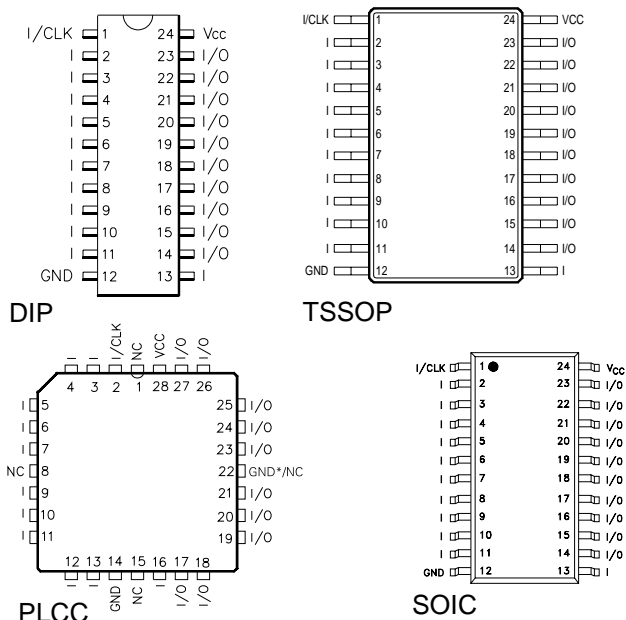 I/CLK 1 24 Vcc
I 2 23 I/O
I 3 22 I/O
I 4 21 I/O
I 5 20 I/O
I 6 19 I/O
I 7 18 I/O
I 8 17 I/O
I 9 16 I/O
I 10 15 I/O
I 11 14 I/O
GND 12 13 I
DIP
I/CLK 1 24 VCC
I 2 23 I/O
I 3 22 I/O
I 4 21 I/O
I 5 20 I/O
I 6 19 I/O
I 7 18 I/O
I 8 17 I/O
I 9 16 I/O
I 10 15 I/O
I 11 14 I/O
GND 12 13 I
TSSOP
I I I/CLK NC VCC I/O I/O
4 3 2 1 28 27 26
I 5 25 I/O
I 6 24 I/O
I 7 23 I/O
NC 8 22 GND*/NC
I 9 21 I/O
I 10 20 I/O
I 11 19 I/O
12 13 14 15 16 17 18
I I GND NC I I/O I/O
PLCC
I/CLK 1 24 Vcc
I 2 23 I/O
I 3 22 I/O
I 4 21 I/O
I 5 20 I/O
I 6 19 I/O
I 7 18 I/O
I 8 17 I/O
I 9 16 I/O
I 10 15 I/O
I 11 14 I/O
GND 12 13 I
SOIC